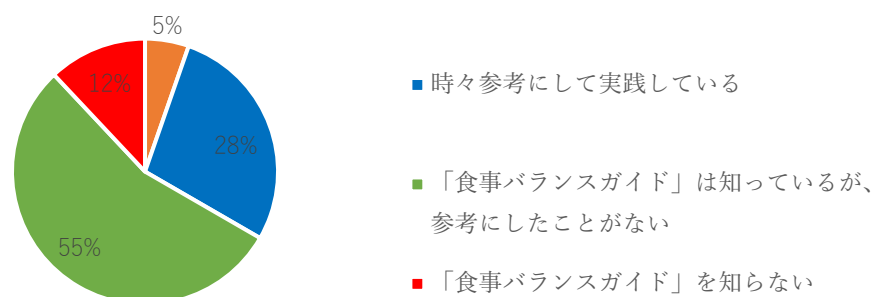 5%
12%
28%
55%
時々参考にして実践している
「食事バランスガイド」は知っているが、
参考にしたことがない
「食事バランスガイド」を知らない